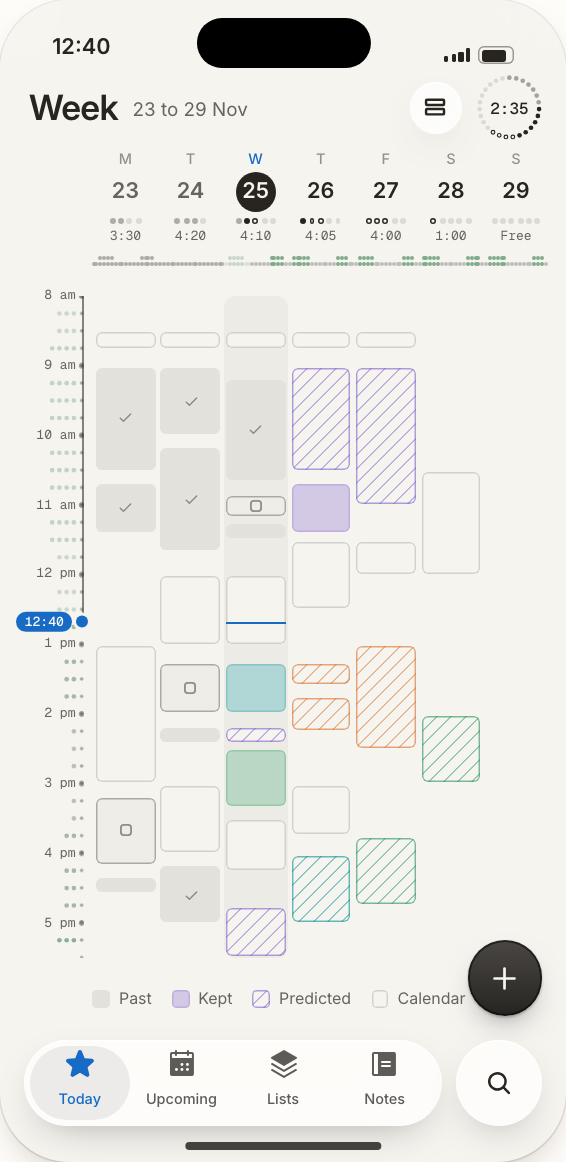 12:40
Week 23 to 29 Nov
2:35
M T W T F S S
23 24 25 26 27 28 29
3:30 4:20 4:10 4:05 4:00 1:00 Free
8 am
9 am
10 am
11 am
12 pm
12:40
1 pm
2 pm
3 pm
4 pm
5 pm
Past Kept Predicted Calendar
Today Upcoming Lists Notes